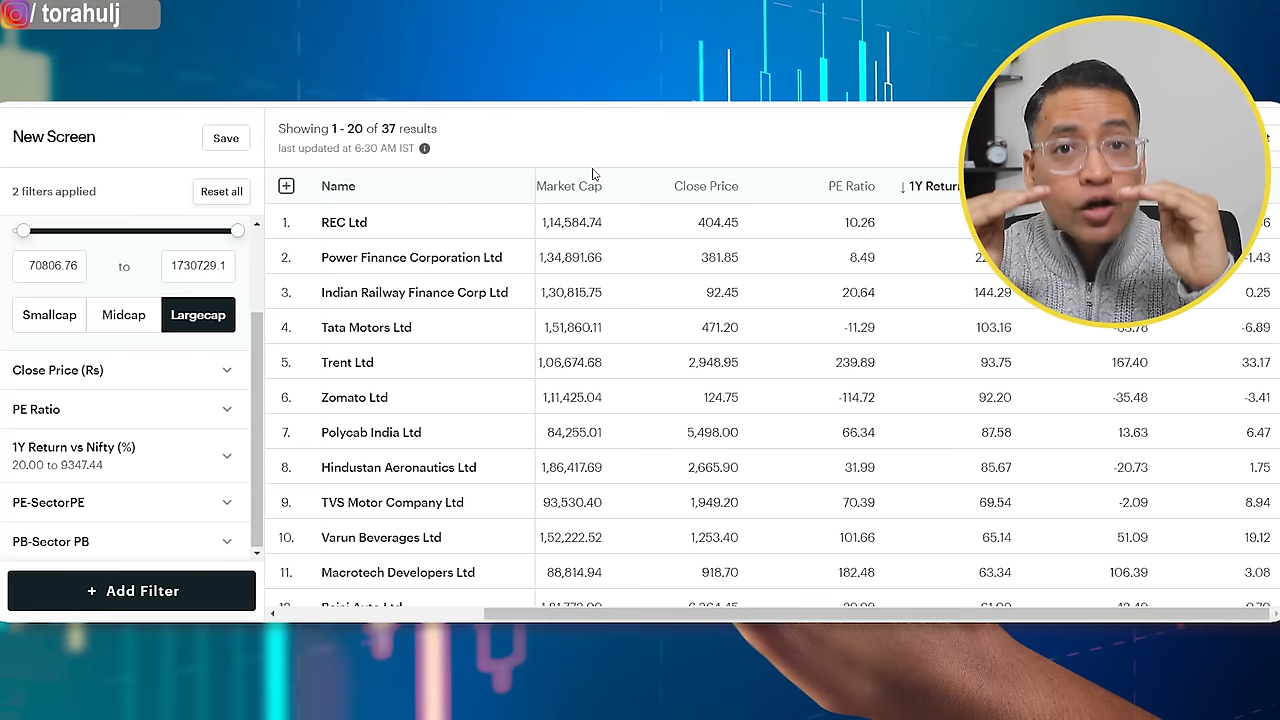 / torahulj
New Screen
Save
2 filters applied
Reset all
70806.76 to 1730729.1
Smallcap Midcap Largecap
Close Price (Rs)
PE Ratio
1Y Return vs Nifty (%)
20.00 to 9347.44
PE-SectorPE
PB-Sector PB
+ Add Filter
Showing 1 - 20 of 37 results
last updated at 6:30 AM IST
Name Market Cap Close Price PE Ratio ↓ 1Y Return
1. REC Ltd 1,14,584.74 404.45 10.26
2. Power Finance Corporation Ltd 1,34,891.66 381.85 8.49 -1.43
3. Indian Railway Finance Corp Ltd 1,30,815.75 92.45 20.64 144.29 0.25
4. Tata Motors Ltd 1,51,860.11 471.20 -11.29 103.16 -6.89
5. Trent Ltd 1,06,674.68 2,948.95 239.89 93.75 167.40 33.17
6. Zomato Ltd 1,11,425.04 124.75 -114.72 92.20 -35.48 -3.41
7. Polycab India Ltd 84,255.01 5,498.00 66.34 87.58 13.63 6.47
8. Hindustan Aeronautics Ltd 1,86,417.69 2,665.90 31.99 85.67 -20.73 1.75
9. TVS Motor Company Ltd 93,530.40 1,949.20 70.39 69.54 -2.09 8.94
10. Varun Beverages Ltd 1,52,222.52 1,253.40 101.66 65.14 51.09 19.12
11. Macrotech Developers Ltd 88,814.94 918.70 182.48 63.34 106.39 3.08